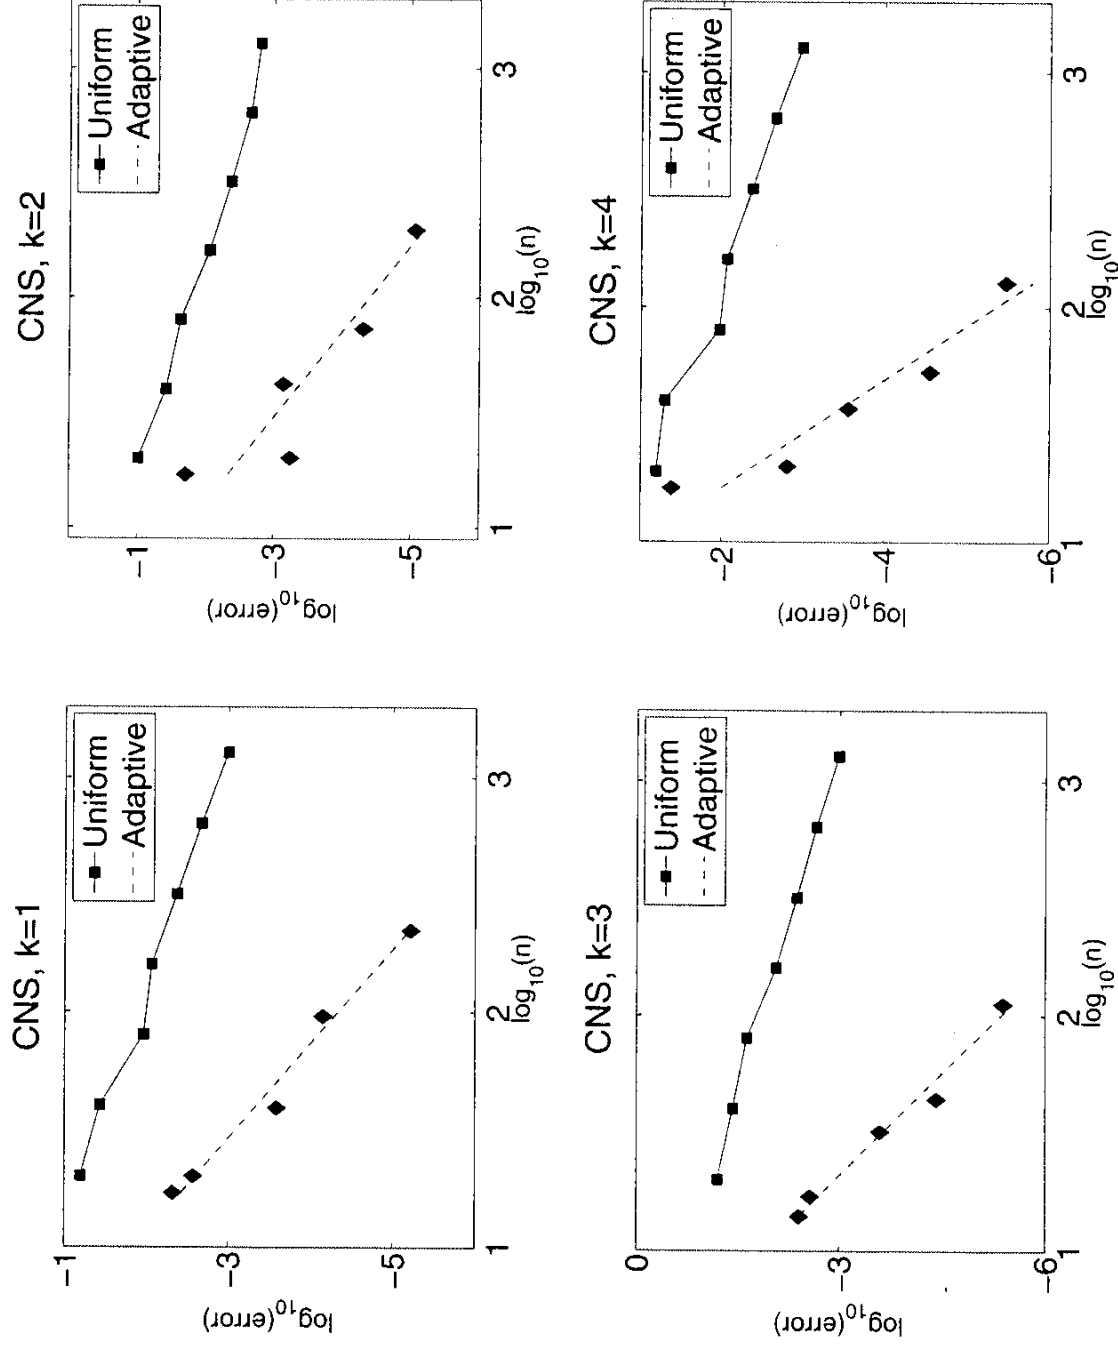 CNS, k=1
Uniform
Adaptive
log₁₀(error)
−1
−3
−5
1
2
3
log₁₀(n)
CNS, k=2
Uniform
Adaptive
log₁₀(error)
−1
−3
−5
1
2
3
log₁₀(n)
CNS, k=3
Uniform
Adaptive
log₁₀(error)
0
−3
−6
1
2
3
log₁₀(n)
CNS, k=4
Uniform
Adaptive
log₁₀(error)
−2
−4
−6
1
2
3
log₁₀(n)